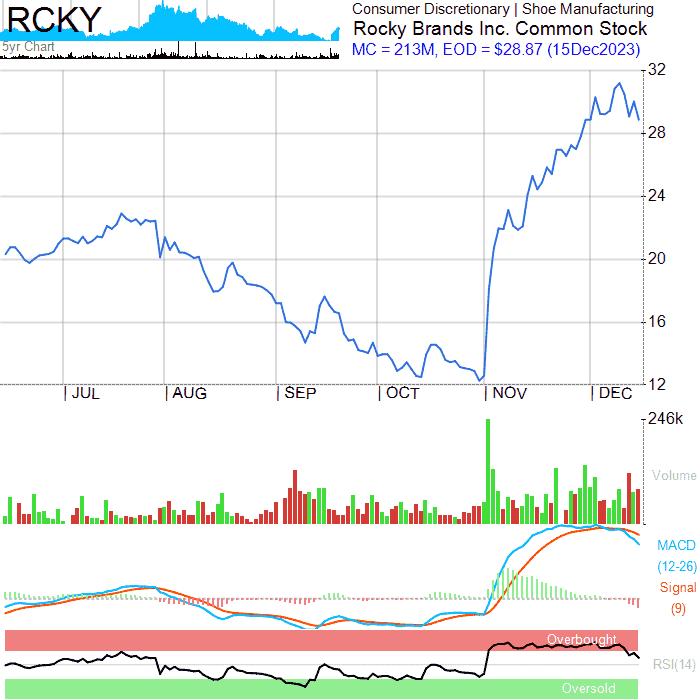 RCKY
5yr Chart
Consumer Discretionary | Shoe Manufacturing
Rocky Brands Inc. Common Stock
MC = 213M, EOD = $28.87 (15Dec2023)
32
28
24
20
16
12
| JUL | AUG | SEP | OCT | NOV | DEC
246k
Volume
MACD
(12-26)
Signal
(9)
Overbought
RSI(14)
Oversold